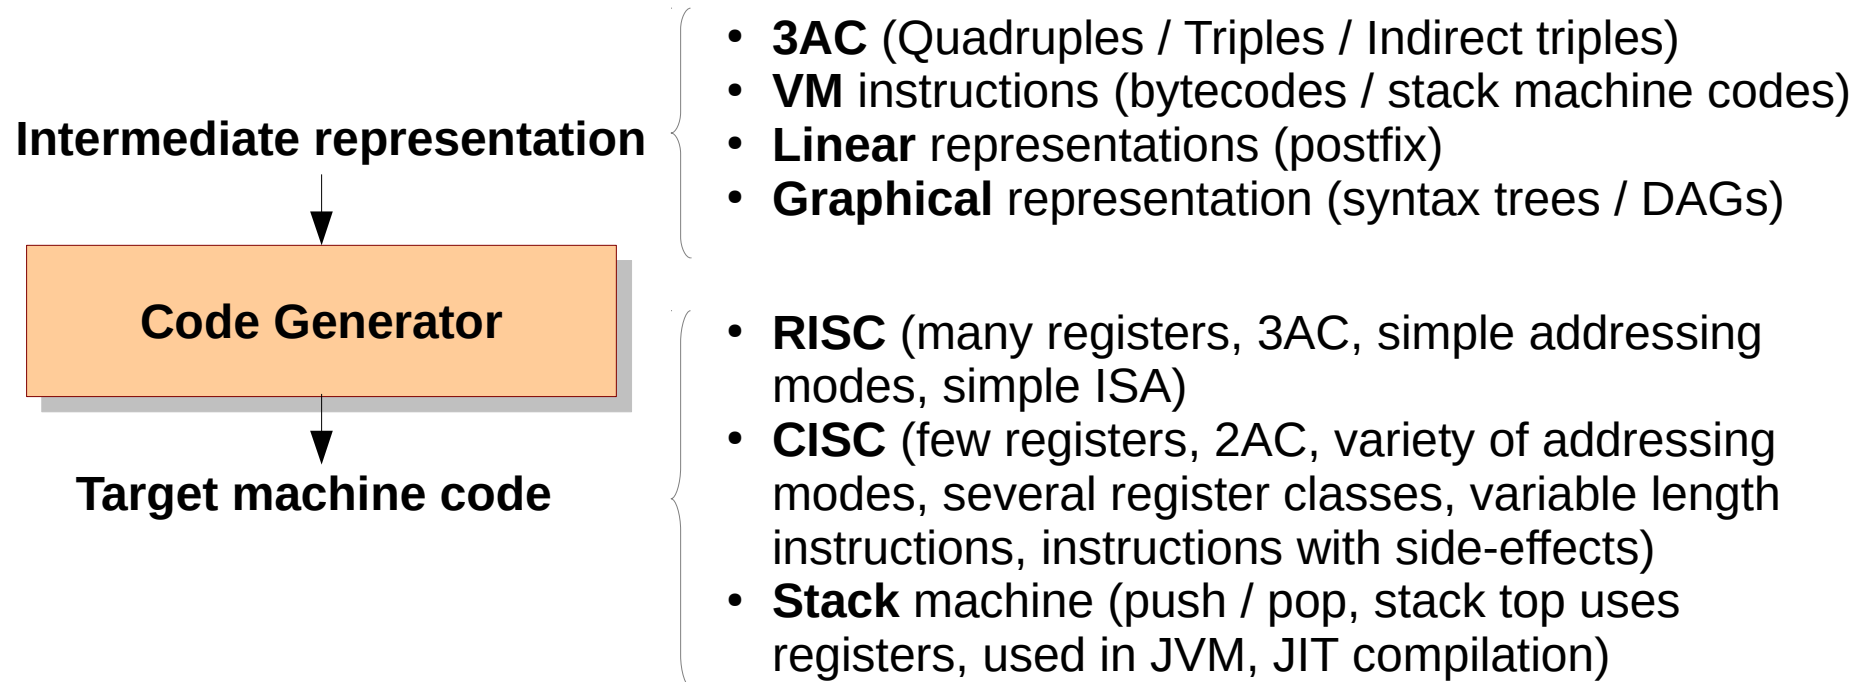 Intermediate representation
Code Generator
Target machine code
• 3AC (Quadruples / Triples / Indirect triples)
• VM instructions (bytecodes / stack machine codes)
• Linear representations (postfix)
• Graphical representation (syntax trees / DAGs)
• RISC (many registers, 3AC, simple addressing
modes, simple ISA)
• CISC (few registers, 2AC, variety of addressing
modes, several register classes, variable length
instructions, instructions with side-effects)
• Stack machine (push / pop, stack top uses
registers, used in JVM, JIT compilation)